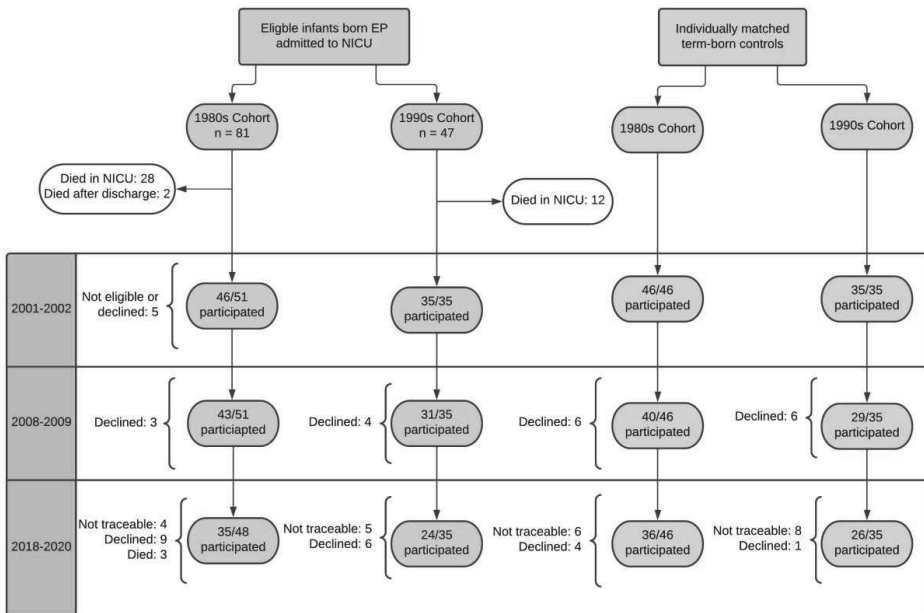 Eligble infants born EP
admitted to NICU
Individually matched
term-born controls
1980s Cohort
n = 81
1990s Cohort
n = 47
1980s Cohort
1990s Cohort
Died in NICU: 28
Died after discharge: 2
Died in NICU: 12
2001-2002
Not eligible or
declined: 5
46/51
participated
35/35
participated
46/46
participated
35/35
participated
2008-2009
Declined: 3
43/51
particiapted
Declined: 4
31/35
participated
Declined: 6
40/46
participated
Declined: 6
29/35
participated
2018-2020
Not traceable: 4
Declined: 9
Died: 3
35/48
participated
Not traceable: 5
Declined: 6
24/35
participated
Not traceable: 6
Declined: 4
36/46
participated
Not traceable: 8
Declined: 1
26/35
participated